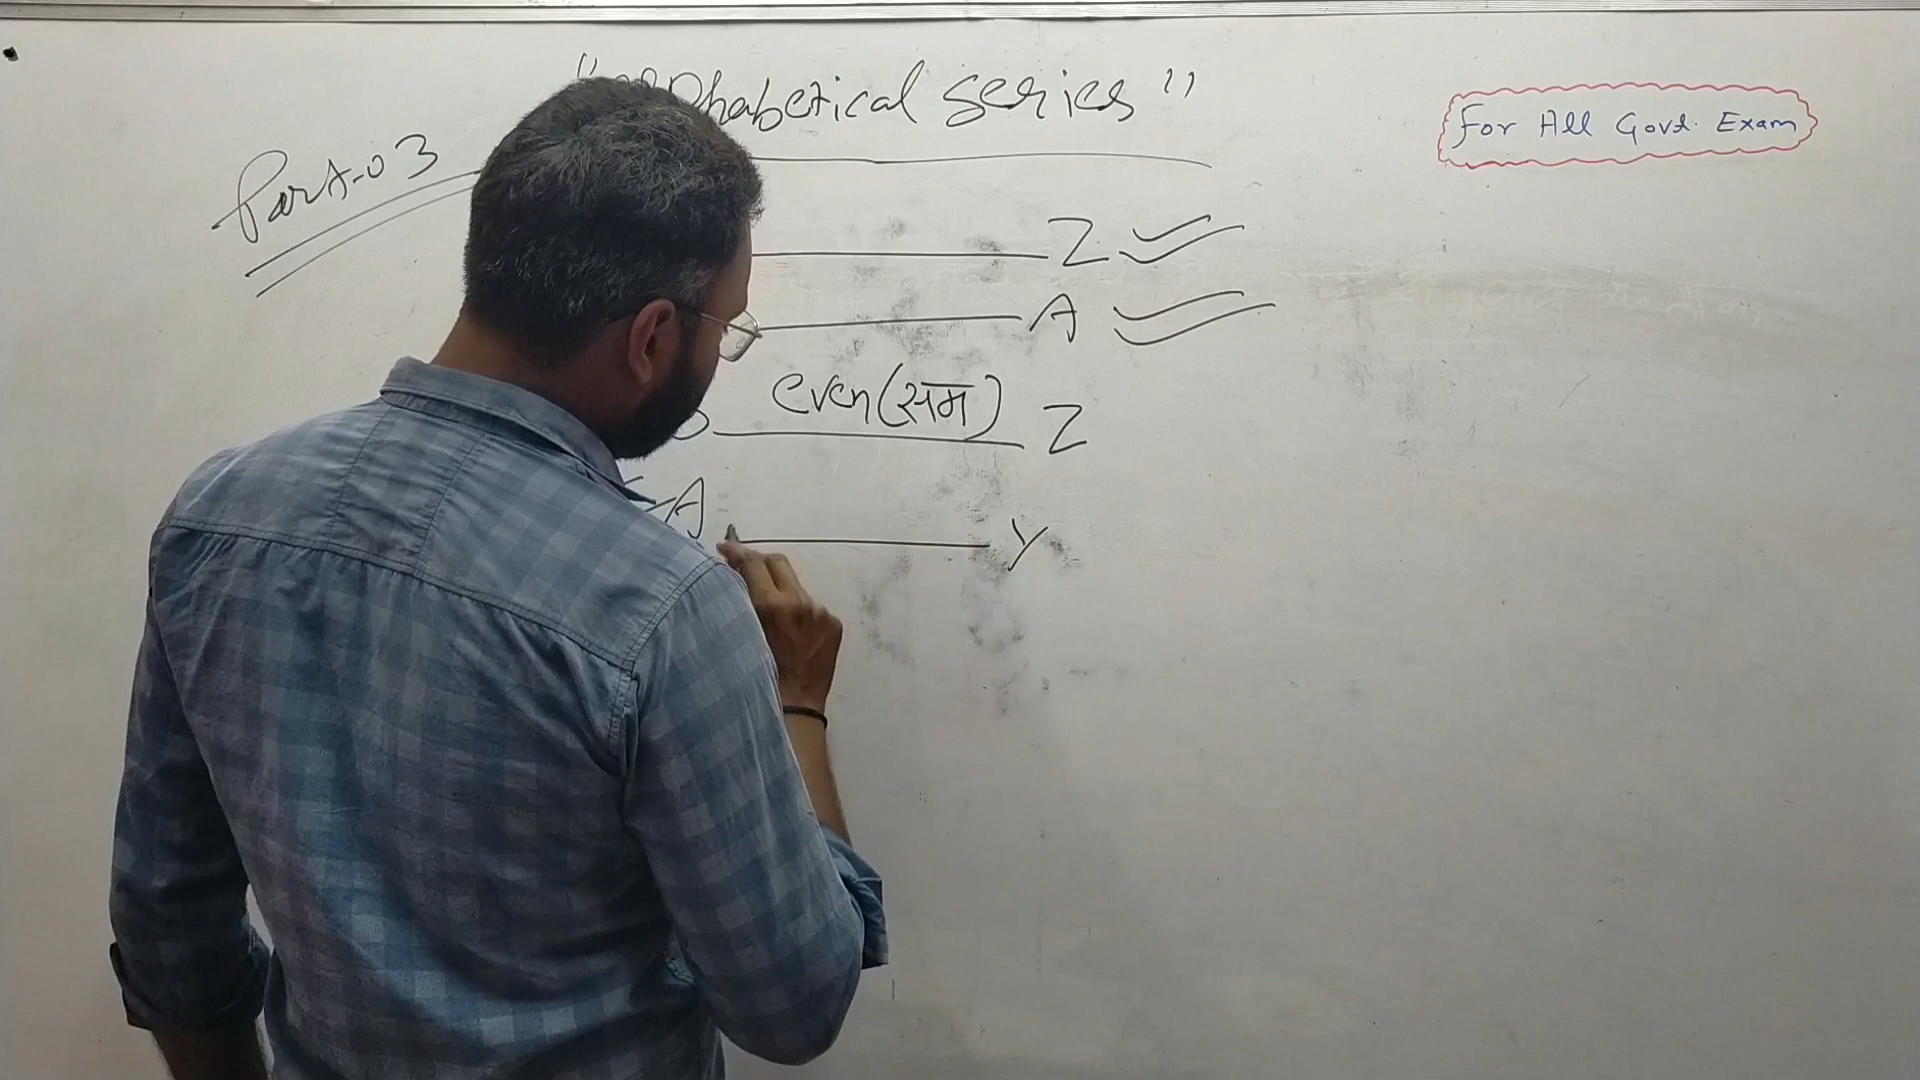 "Alphabetical series"
For All Govt. Exam
Part-03
Z
A
even (सम) Z
A Y